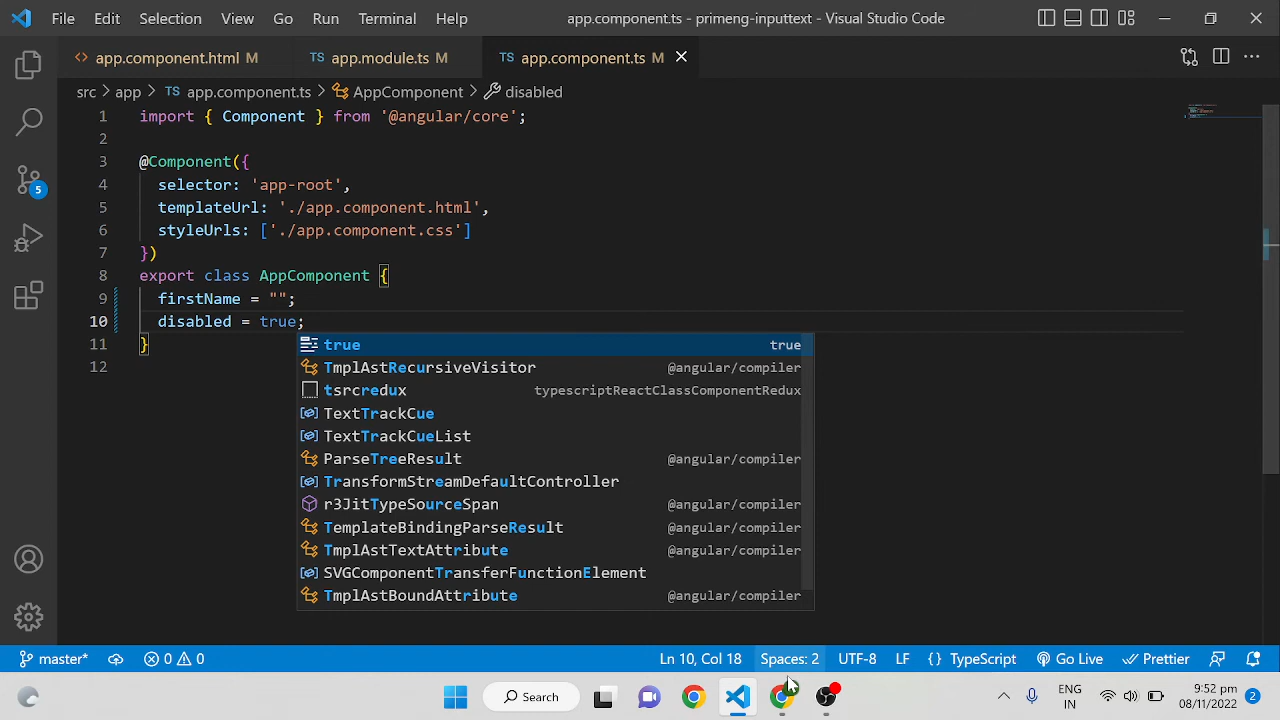 File Edit Selection View Go Run Terminal Help app.component.ts - primeng-inputtext - Visual Studio Code
<> app.component.html M TS app.module.ts M TS app.component.ts M
src > app > TS app.component.ts > AppComponent > disabled
1 import { Component } from '@angular/core';
2
3 @Component({
4 selector: 'app-root',
5 templateUrl: './app.component.html',
6 styleUrls: ['./app.component.css']
7 })
8 export class AppComponent {
9 firstName = "";
10 disabled = true;
11 }
12
true true
TmplAstRecursiveVisitor @angular/compiler
tsrcredux typescriptReactClassComponentRedux
TextTrackCue
TextTrackCueList
ParseTreeResult @angular/compiler
TransformStreamDefaultController
r3JitTypeSourceSpan @angular/compiler
TemplateBindingParseResult @angular/compiler
TmplAstTextAttribute @angular/compiler
SVGComponentTransferFunctionElement
TmplAstBoundAttribute @angular/compiler
5
master* 0 0 Ln 10, Col 18 Spaces: 2 UTF-8 LF {} TypeScript Go Live Prettier
Search ENG IN 9:52 pm 08/11/2022 2